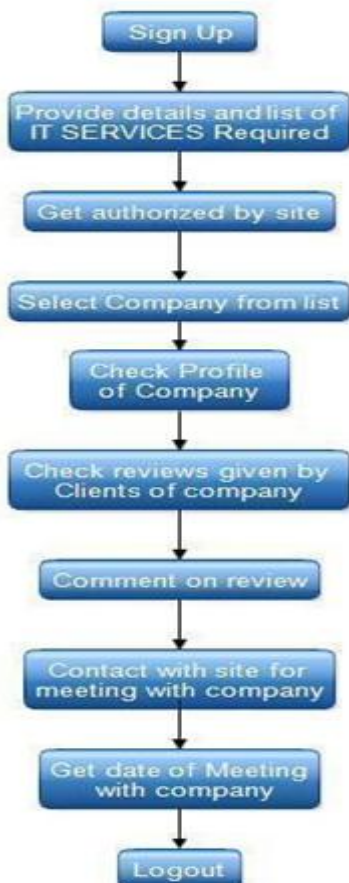 Sign Up
Provide details and list of
IT SERVICES Required
Get authorized by site
Select Company from list
Check Profile
of Company
Check reviews given by
Clients of company
Comment on review
Contact with site for
meeting with company
Get date of Meeting
with company
Logout